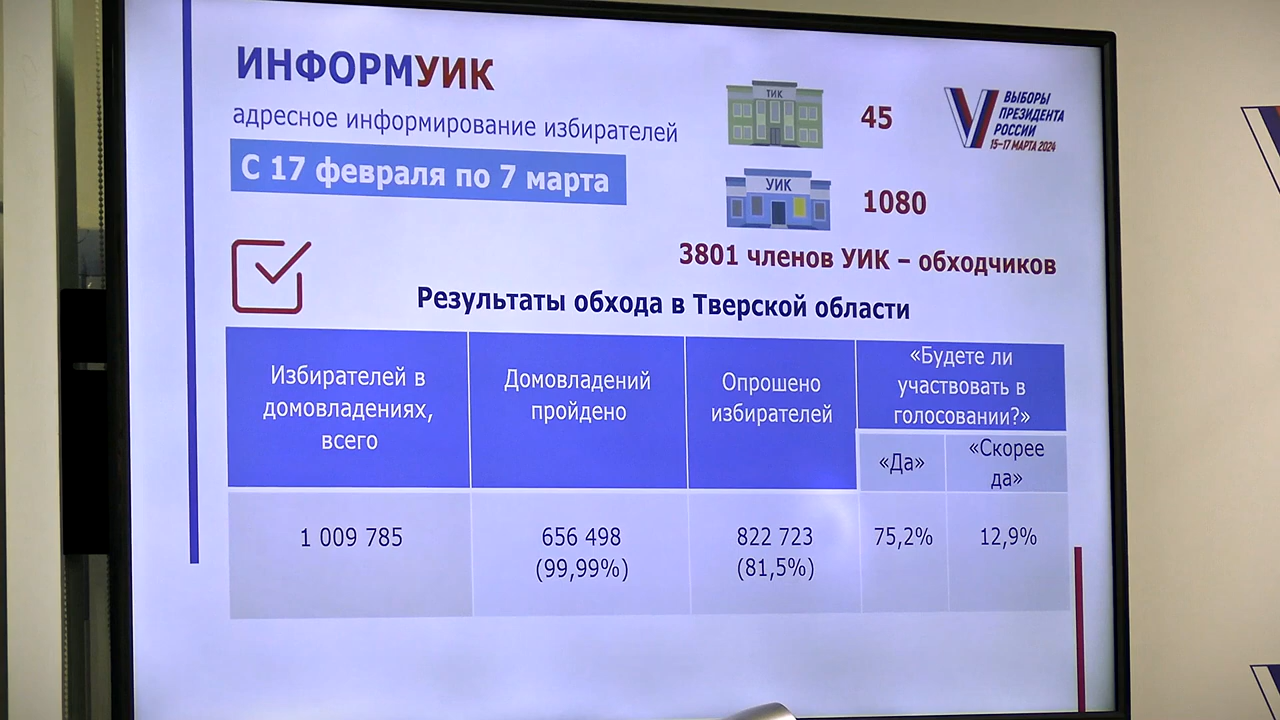 ИНФОРМУИК
адресное информирование избирателей
С 17 февраля по 7 марта
ТИК
45
УИК
1080
ВЫБОРЫ
ПРЕЗИДЕНТА
РОССИИ
15–17 МАРТА 2024
3801 членов УИК – обходчиков
Результаты обхода в Тверской области
Избирателей в
домовладениях,
всего
Домовладений
пройдено
Опрошено
избирателей
«Будете ли
участвовать в
голосовании?»
«Да»
«Скорее
да»
1 009 785
656 498
(99,99%)
822 723
(81,5%)
75,2%
12,9%